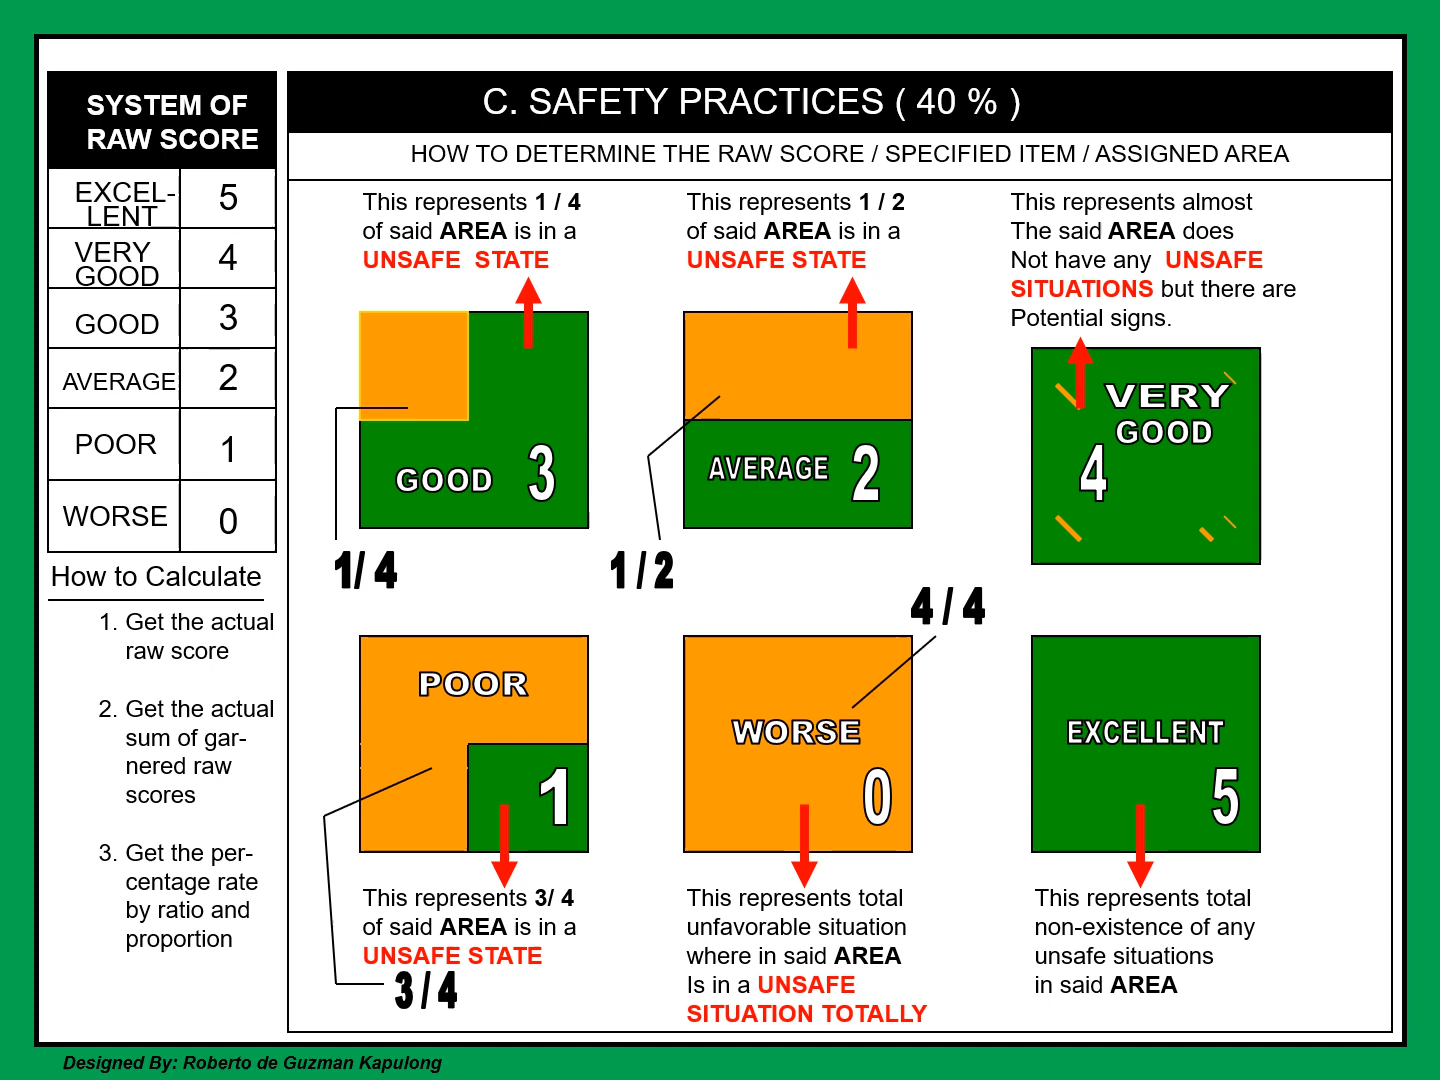 SYSTEM OF
RAW SCORE
EXCEL-
LENT
5
VERY
GOOD
4
GOOD
3
AVERAGE
2
POOR
1
WORSE
0
How to Calculate
1. Get the actual
raw score
2. Get the actual
sum of gar-
nered raw
scores
3. Get the per-
centage rate
by ratio and
proportion
C. SAFETY PRACTICES ( 40 % )
HOW TO DETERMINE THE RAW SCORE / SPECIFIED ITEM / ASSIGNED AREA
This represents 1 / 4
of said AREA is in a
UNSAFE  STATE
GOOD 3
1/ 4
This represents 1 / 2
of said AREA is in a
UNSAFE STATE
AVERAGE 2
1 / 2
This represents almost
The said AREA does
Not have any  UNSAFE
SITUATIONS but there are
Potential signs.
VERY
GOOD
4
POOR
1
This represents 3/ 4
of said AREA is in a
UNSAFE STATE
3 / 4
4 / 4
WORSE
0
This represents total
unfavorable situation
where in said AREA
Is in a UNSAFE
SITUATION TOTALLY
EXCELLENT
5
This represents total
non-existence of any
unsafe situations
in said AREA
Designed By: Roberto de Guzman Kapulong